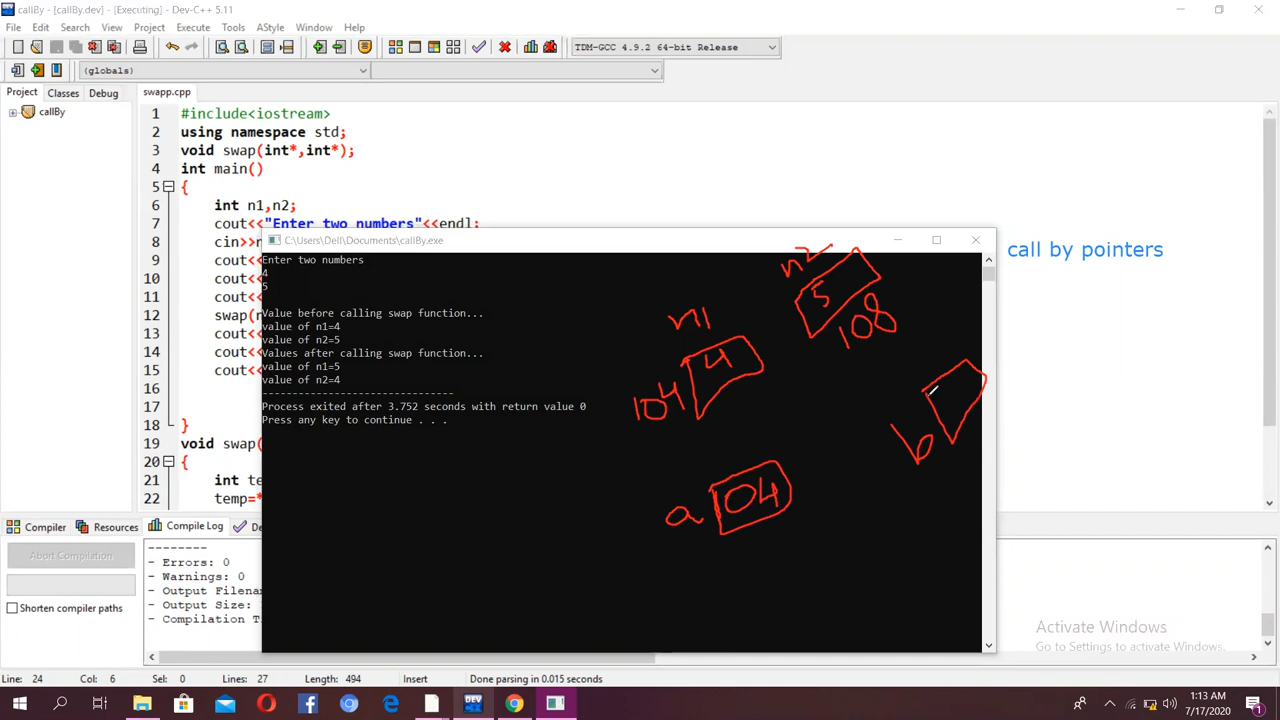 callBy - [callBy.dev] - [Executing] - Dev-C++ 5.11
File Edit Search View Project Execute Tools AStyle Window Help
TDM-GCC 4.9.2 64-bit Release
(globals)
Project Classes Debug
swapp.cpp
callBy
1 #include<iostream>
2 using namespace std;
3 void swap(int*,int*);
4 int main()
5 {
6 int n1,n2;
7 cout<<"Enter two numbers"<<endl;
8 cin>>n
9 cout<<
10 cout<<
11 cout<<
12 swap(n
13 cout<<
14 cout<<
15 cout<<
16
17
18 }
19 void swap(
20 {
21 int te
22 temp=*
C:\Users\Dell\Documents\callBy.exe
Enter two numbers
4
5
Value before calling swap function...
value of n1=4
value of n2=5
Values after calling swap function...
value of n1=5
value of n2=4
-----------------------------
Process exited after 3.752 seconds with return value 0
Press any key to continue . . .
n2
5
108
n1
4
104
b
a 04
call by pointers
Compiler Resources Compile Log De
Abort Compilation
Shorten compiler paths
--------
- Errors: 0
- Warnings: 0
- Output Filena
- Output Size:
- Compilation T
Activate Windows
Go to Settings to activate Windows.
Line: 24 Col: 6 Sel: 0 Lines: 27 Length: 494 Insert Done parsing in 0.015 seconds
DEV
1:13 AM
7/17/2020
1